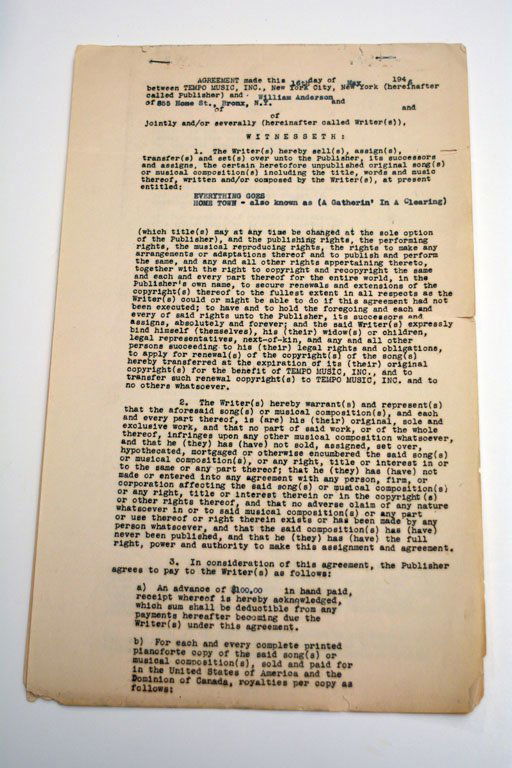 AGREEMENT made this 16th day of May 194
between TEMPO MUSIC, INC., New York City, New York (hereinafter
called Publisher) and William Anderson
of 855 Home St., Bronx, N.Y. and
of and
of
jointly and/or severally (hereinafter called Writer(s)),
W I T N E S S E T H :
1. The Writer(s) hereby sell(s), assign(s),
transfer(s) and set(s) over unto the Publisher, its successors
and assigns, the certain heretofore unpublished original song(s)
or musical composition(s) including the title, words and music
thereof, written and/or composed by the Writer(s), at present
entitled:
EVERYTHING GOES
HOME TOWN - also known as (A Gatherin' In A Clearing)
(which title(s) may at any time be changed at the sole option
of the Publisher), and the publishing rights, the performing
rights, the musical reproducing rights, the rights to make any
arrangements or adaptations thereof and to publish and perform
the same, and any and all other rights appertaining thereto,
together with the right to copyright and recopyright the same
and each and every part thereof for the entire world, in the
Publisher's own name, to secure renewals and extensions of the
copyright(s) thereof to the fullest extent in all respects as the
Writer(s) could or might be able to do if this agreement had not
been executed; to have and to hold the foregoing and each and
every of said rights unto the Publisher, its successors and
assigns, absolutely and forever; and the said Writer(s) expressly
bind himself (themselves), his (their) widow(s) or children,
legal representatives, next-of-kin, and any and all other
persons succeeding to his (their) legal rights and obligations,
to apply for renewal(s) of the copyright(s) of the song(s)
hereby transferred at the expiration of its (their) original
copyright(s) for the benefit of TEMPO MUSIC, INC., and to
transfer such renewal copyright(s) to TEMPO MUSIC, INC. and to
no others whatsoever.
2. The Writer(s) hereby warrant(s) and represent(s)
that the aforesaid song(s) or musical composition(s), and each
and every part thereof, is (are) his (their) original, sole and
exclusive work, and that no part of said work, or of the whole
thereof, infringes upon any other musical composition whatsoever,
and that he (they) has (have) not sold, assigned, set over,
hypothecated, mortgaged or otherwise encumbered the said song(s)
or musical composition(s), or any right, title or interest in or
to the same or any part thereof; that he (they) has (have) not
made or entered into any agreement with any person, firm, or
corporation affecting the said song(s) or musical composition(s)
or any right, title or interest therein or in the copyright(s)
or other rights thereof, and that no adverse claim of any nature
whatsoever in or to said musical composition(s) or any part
or use thereof or right therein exists or has been made by any
person whatsoever, and that the said composition(s) has (have)
never been published, and that he (they) has (have) the full
right, power and authority to make this assignment and agreement.
3. In consideration of this agreement, the Publisher
agrees to pay to the Writer(s) as follows:
a) An advance of $100.00 in hand paid,
receipt whereof is hereby acknowledged,
which sum shall be deductible from any
payments hereafter becoming due the
Writer(s) under this agreement.
b) For each and every complete printed
pianoforte copy of the said song(s) or
musical composition(s), sold and paid for
in the United States of America and the
Dominion of Canada, royalties per copy as
follows: